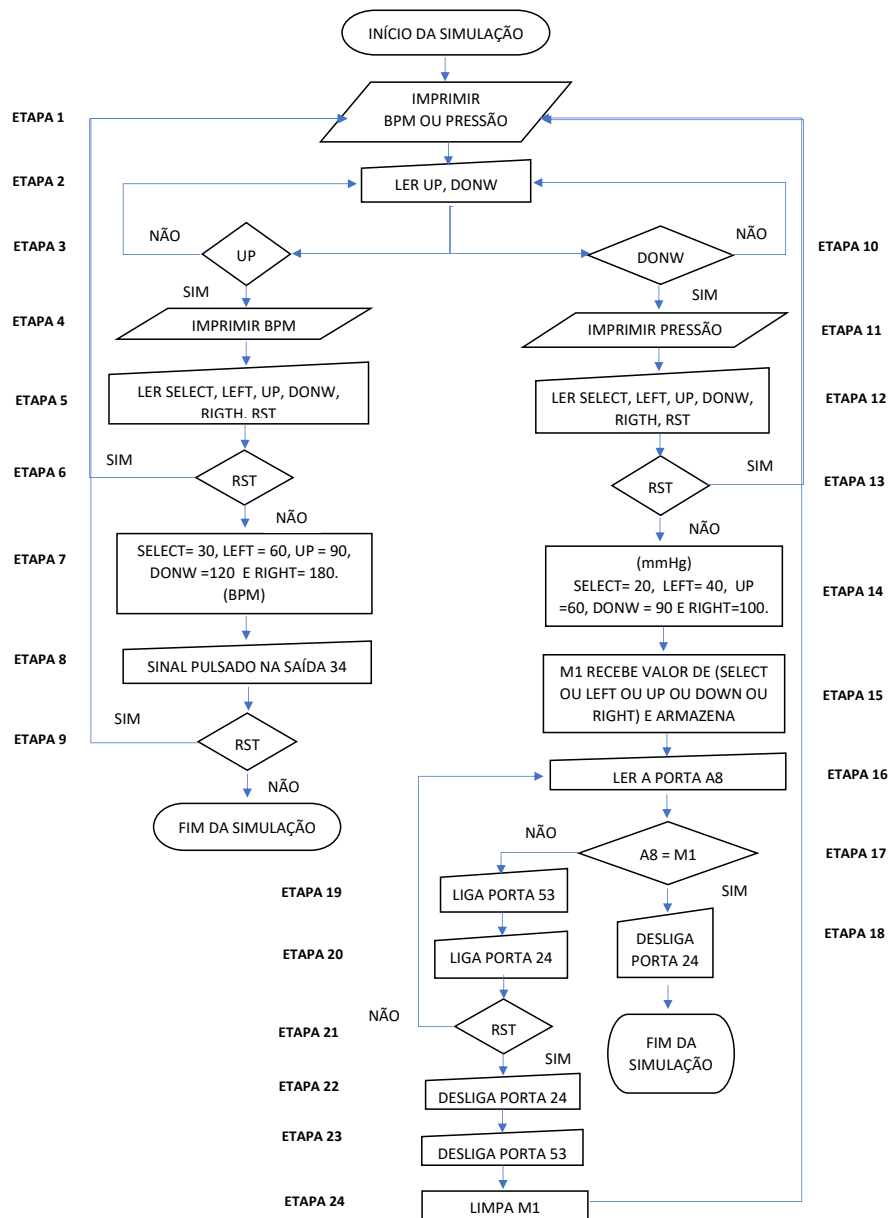 INÍCIO DA SIMULAÇÃO
ETAPA 1
IMPRIMIR
BPM OU PRESSÃO
ETAPA 2
LER UP, DONW
ETAPA 3
NÃO
UP
SIM
ETAPA 4
IMPRIMIR BPM
ETAPA 5
LER SELECT, LEFT, UP, DONW,
RIGTH, RST
ETAPA 6
SIM
RST
NÃO
ETAPA 7
SELECT= 30, LEFT = 60, UP = 90,
DONW =120 E RIGHT= 180.
(BPM)
ETAPA 8
SINAL PULSADO NA SAÍDA 34
ETAPA 9
SIM
RST
NÃO
FIM DA SIMULAÇÃO
DONW
NÃO
ETAPA 10
SIM
IMPRIMIR PRESSÃO
ETAPA 11
LER SELECT, LEFT, UP, DONW,
RIGTH, RST
ETAPA 12
RST
SIM
ETAPA 13
NÃO
(mmHg)
SELECT= 20, LEFT= 40, UP
=60, DONW = 90 E RIGHT=100.
ETAPA 14
M1 RECEBE VALOR DE (SELECT
OU LEFT OU UP OU DOWN OU
RIGHT) E ARMAZENA
ETAPA 15
LER A PORTA A8
ETAPA 16
NÃO
A8 = M1
ETAPA 17
SIM
DESLIGA
PORTA 24
ETAPA 18
FIM DA
SIMULAÇÃO
ETAPA 19
LIGA PORTA 53
ETAPA 20
LIGA PORTA 24
NÃO
ETAPA 21
RST
SIM
ETAPA 22
DESLIGA PORTA 24
ETAPA 23
DESLIGA PORTA 53
ETAPA 24
LIMPA M1